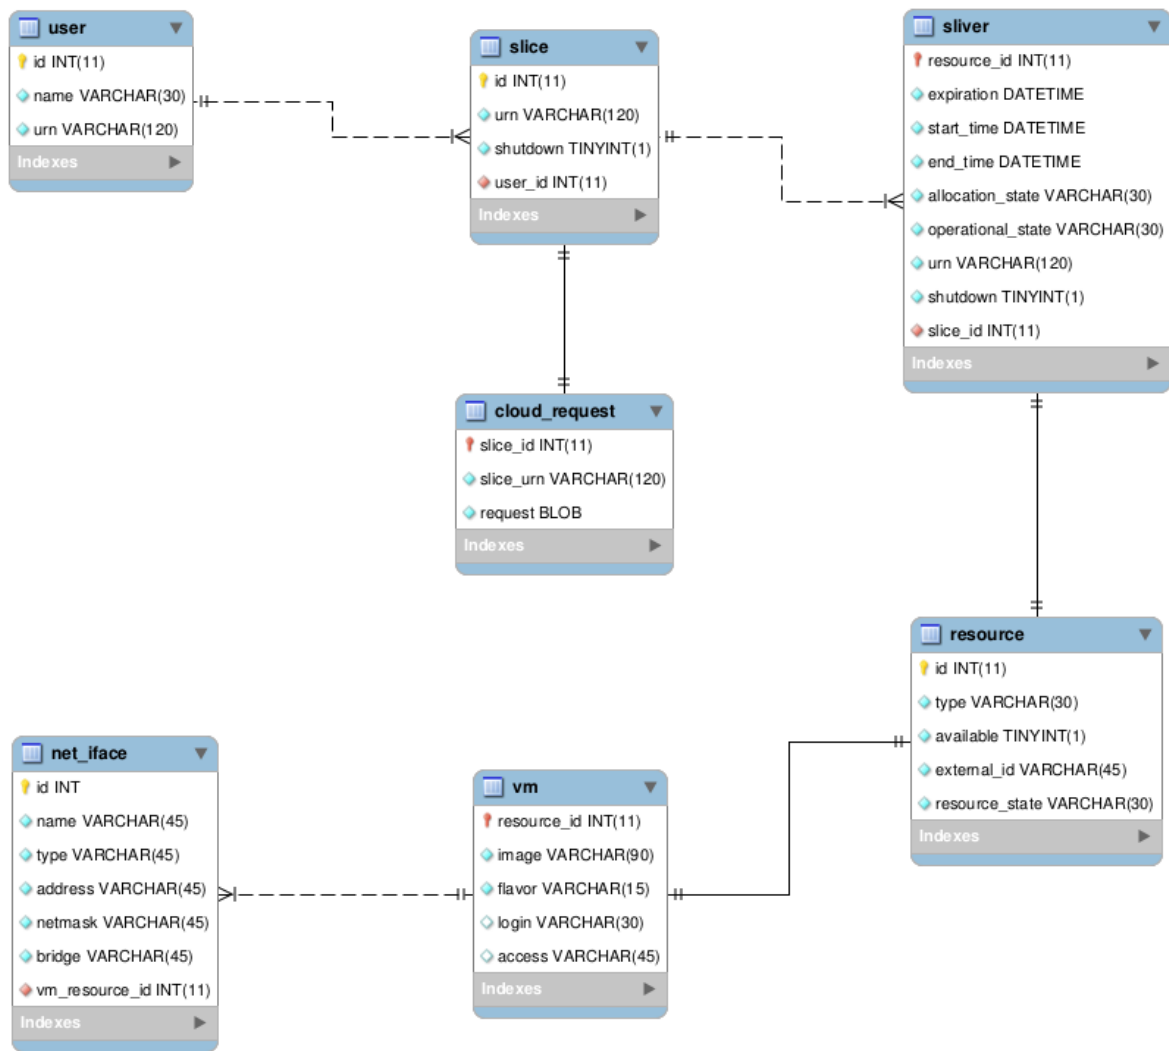 user
id INT(11)
name VARCHAR(30)
urn VARCHAR(120)
Indexes
slice
id INT(11)
urn VARCHAR(120)
shutdown TINYINT(1)
user_id INT(11)
Indexes
sliver
resource_id INT(11)
expiration DATETIME
start_time DATETIME
end_time DATETIME
allocation_state VARCHAR(30)
operational_state VARCHAR(30)
urn VARCHAR(120)
shutdown TINYINT(1)
slice_id INT(11)
Indexes
cloud_request
slice_id INT(11)
slice_urn VARCHAR(120)
request BLOB
Indexes
resource
id INT(11)
type VARCHAR(30)
available TINYINT(1)
external_id VARCHAR(45)
resource_state VARCHAR(30)
Indexes
net_iface
id INT
name VARCHAR(45)
type VARCHAR(45)
address VARCHAR(45)
netmask VARCHAR(45)
bridge VARCHAR(45)
vm_resource_id INT(11)
Indexes
vm
resource_id INT(11)
image VARCHAR(90)
flavor VARCHAR(15)
login VARCHAR(30)
access VARCHAR(45)
Indexes